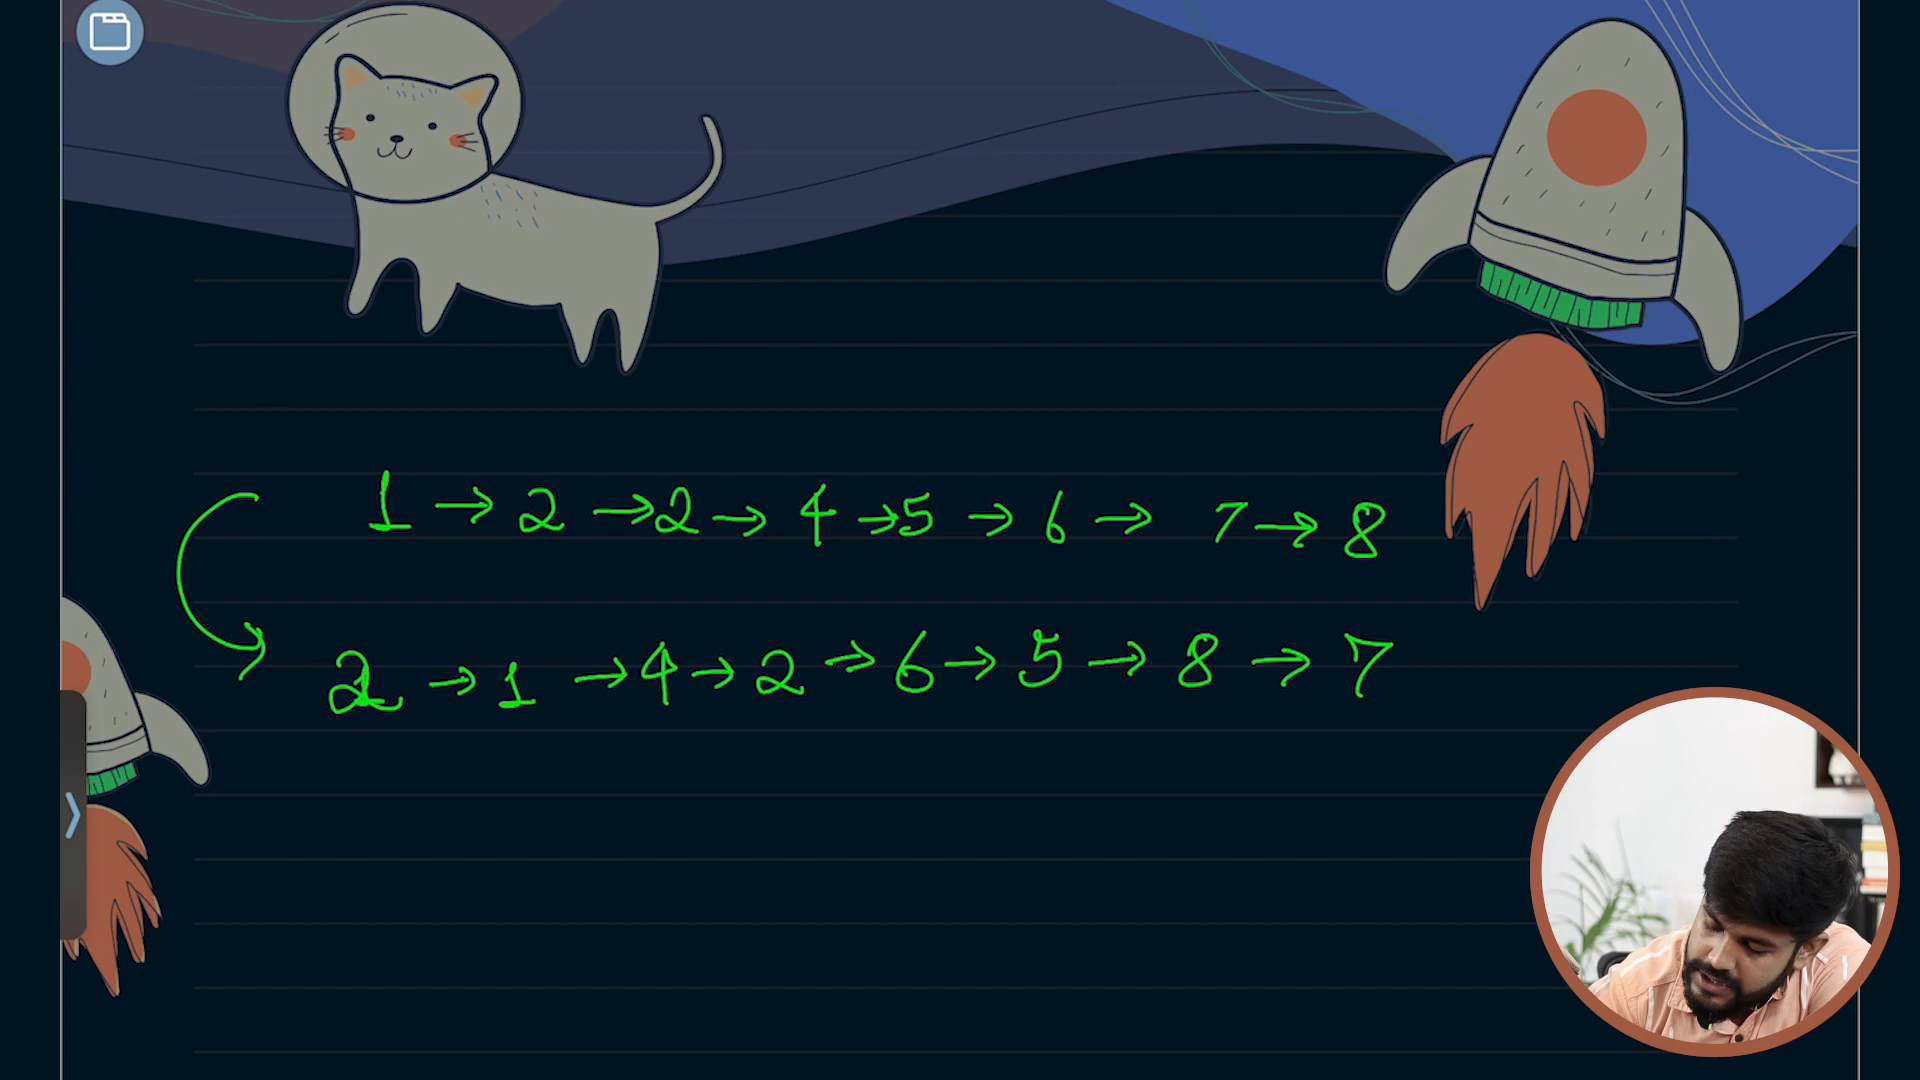 1 → 2 → 2 → 4 → 5 → 6 → 7 → 8
2 → 1 → 4 → 2 → 6 → 5 → 8 → 7